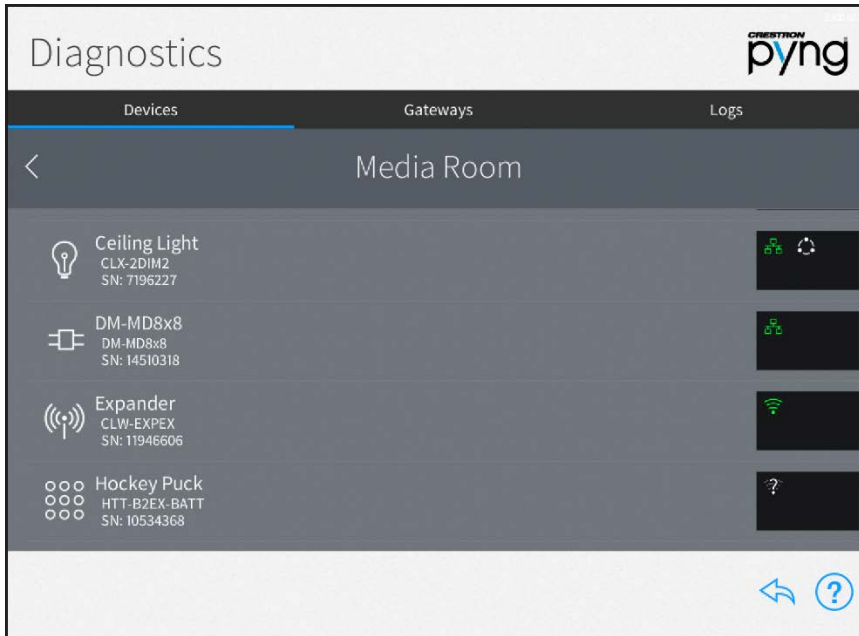 Diagnostics
CRESTRON
pyng
Devices
Gateways
Logs
Media Room
Ceiling Light
CLX-2DIM2
SN: 7196227
DM-MD8x8
DM-MD8x8
SN: 14510318
Expander
CLW-EXPEX
SN: 11946606
Hockey Puck
HTT-B2EX-BATT
SN: 10534368
?
?